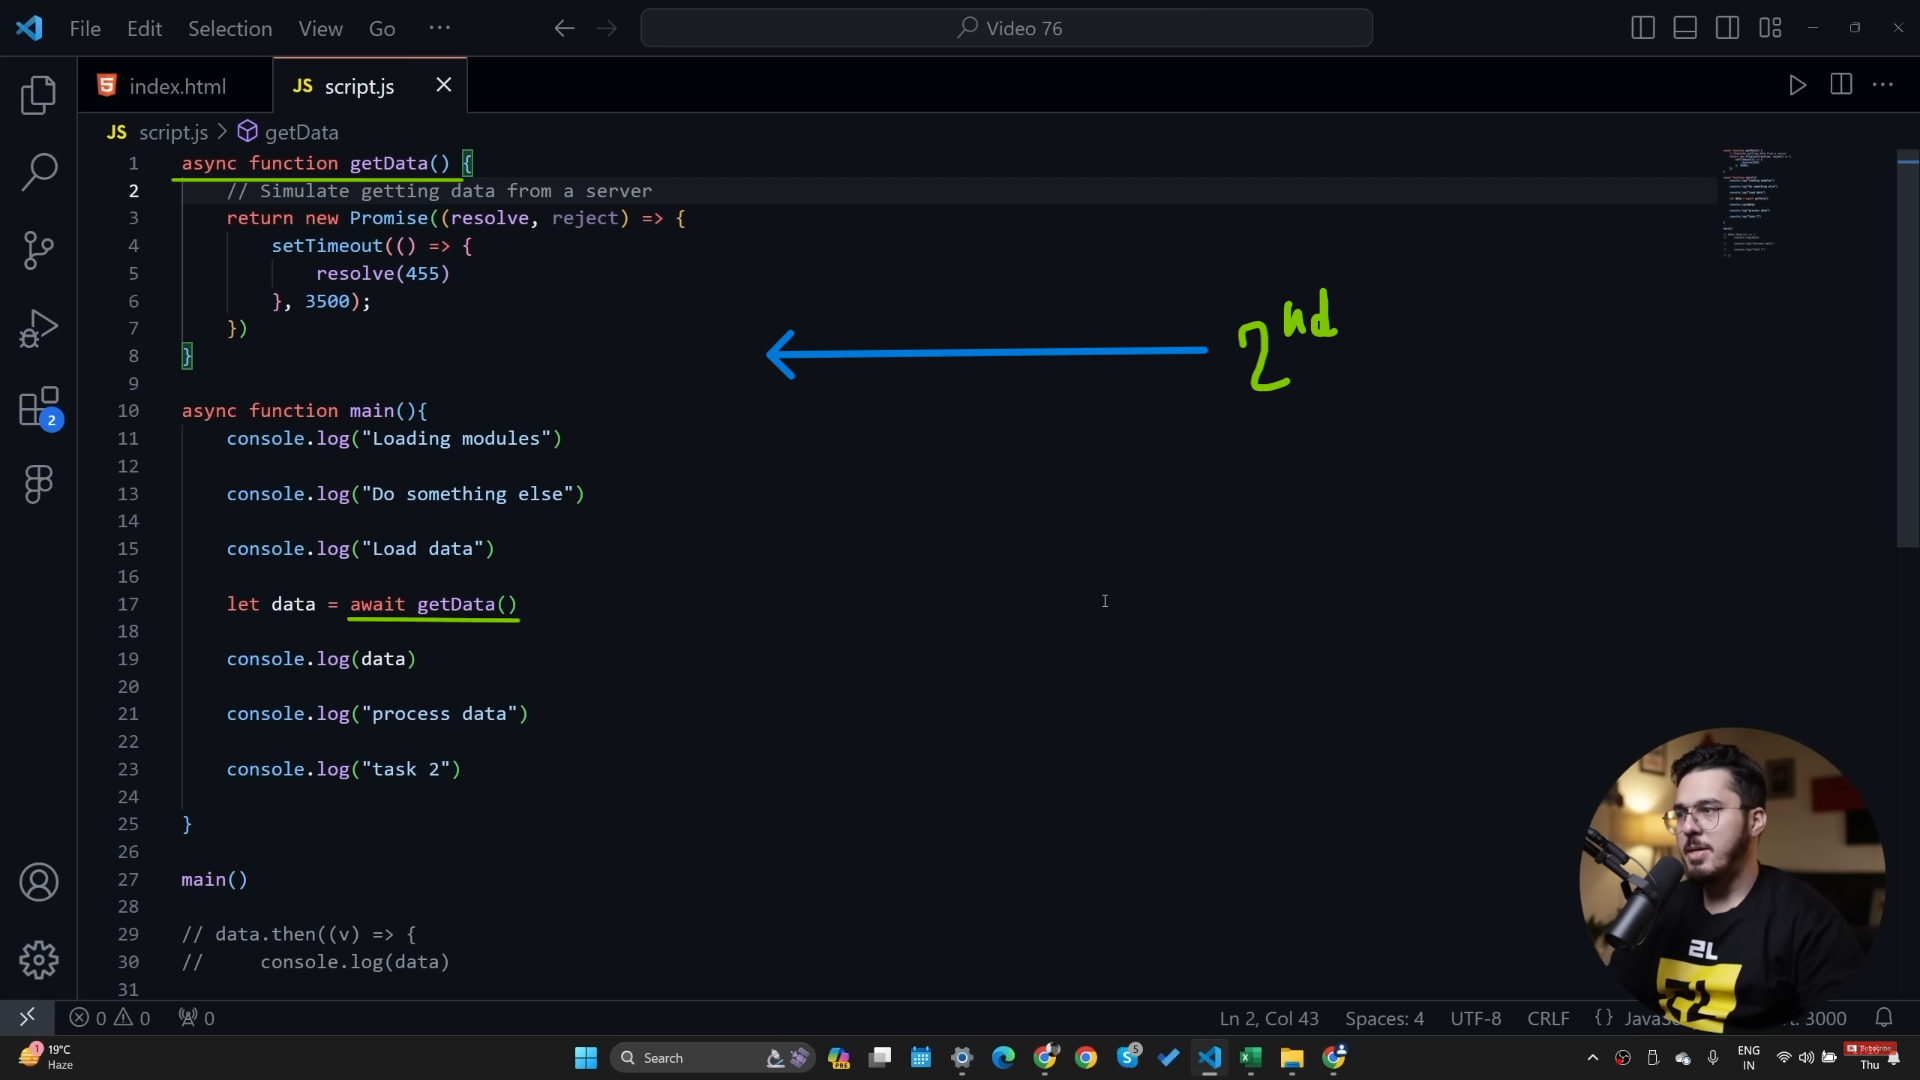 File Edit Selection View Go ...
Video 76
index.html
JS script.js
JS script.js > getData
1 async function getData() {
2 // Simulate getting data from a server
3 return new Promise((resolve, reject) => {
4 setTimeout(() => {
5 resolve(455)
6 }, 3500);
7 })
8 }
2nd
9
10 async function main(){
11 console.log("Loading modules")
12
13 console.log("Do something else")
14
15 console.log("Load data")
16
17 let data = await getData()
18
19 console.log(data)
20
21 console.log("process data")
22
23 console.log("task 2")
24
25 }
26
27 main()
28
29 // data.then((v) => {
30 // console.log(data)
31
2
0 0 0
Ln 2, Col 43 Spaces: 4 UTF-8 CRLF {} 3000
1
19°C
Haze
Search
PRE
5
ENG
IN
Subscribe
Thu